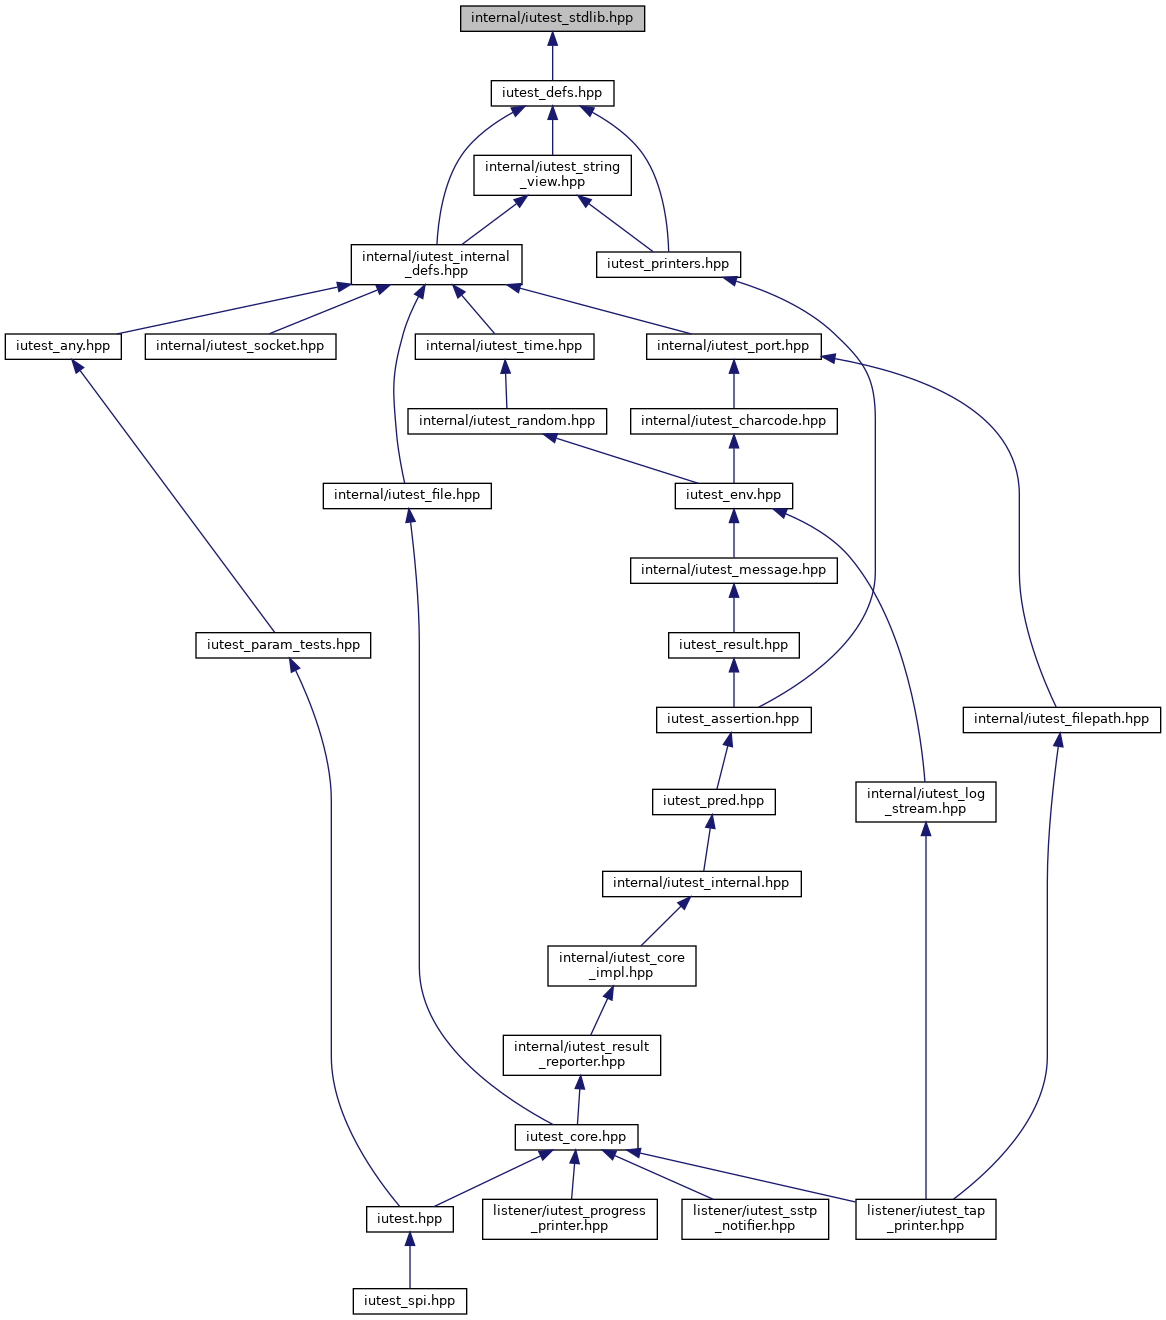 internal/iutest_stdlib.hpp
iutest_defs.hpp
internal/iutest_string
_view.hpp
internal/iutest_internal
_defs.hpp
iutest_printers.hpp
iutest_any.hpp
internal/iutest_socket.hpp
internal/iutest_time.hpp
internal/iutest_port.hpp
internal/iutest_random.hpp
internal/iutest_charcode.hpp
internal/iutest_file.hpp
iutest_env.hpp
internal/iutest_message.hpp
iutest_param_tests.hpp
iutest_result.hpp
iutest_assertion.hpp
internal/iutest_filepath.hpp
iutest_pred.hpp
internal/iutest_log
_stream.hpp
internal/iutest_internal.hpp
internal/iutest_core
_impl.hpp
internal/iutest_result
_reporter.hpp
iutest_core.hpp
iutest.hpp
listener/iutest_progress
_printer.hpp
listener/iutest_sstp
_notifier.hpp
listener/iutest_tap
_printer.hpp
iutest_spi.hpp